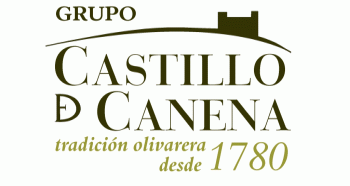 GRUPO
CASTILLO
DE CANENA
tradición olivarera
desde 1780